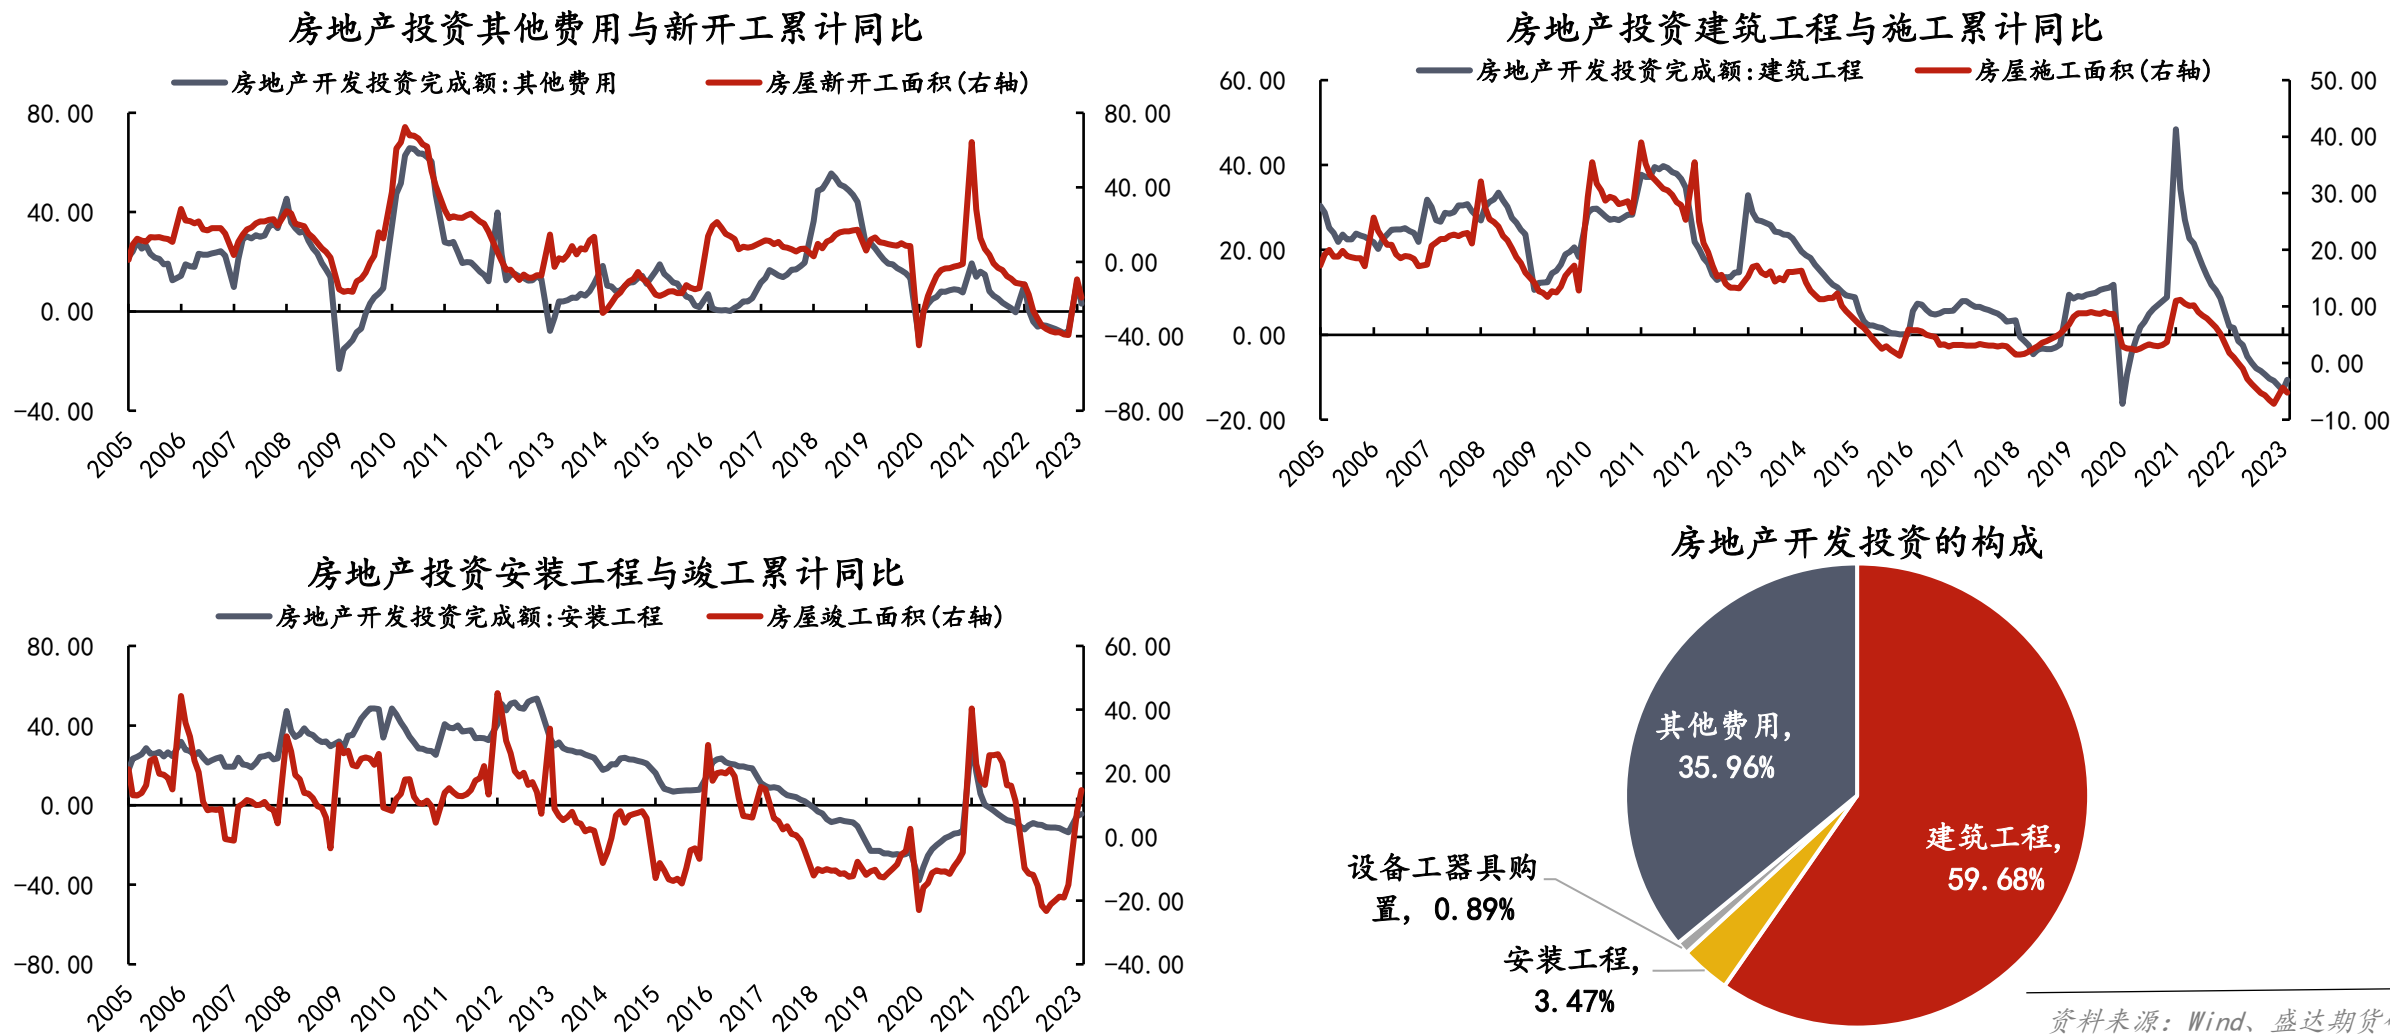 房地产投资其他费用与新开工累计同比
房地产开发投资完成额:其他费用
房屋新开工面积(右轴)
80.00
40.00
0.00
-40.00
80.00
40.00
0.00
-40.00
-80.00
2005 2006 2007 2008 2009 2010 2011 2012 2013 2014 2015 2016 2017 2018 2019 2020 2021 2022 2023
房地产投资建筑工程与施工累计同比
房地产开发投资完成额:建筑工程
房屋施工面积(右轴)
60.00
40.00
20.00
0.00
-20.00
50.00
40.00
30.00
20.00
10.00
0.00
-10.00
2005 2006 2007 2008 2009 2010 2011 2012 2013 2014 2015 2016 2017 2018 2019 2020 2021 2022 2023
房地产投资安装工程与竣工累计同比
房地产开发投资完成额:安装工程
房屋竣工面积(右轴)
80.00
40.00
0.00
-40.00
-80.00
60.00
40.00
20.00
0.00
-20.00
-40.00
2005 2006 2007 2008 2009 2010 2011 2012 2013 2014 2015 2016 2017 2018 2019 2020 2021 2022 2023
房地产开发投资的构成
其他费用,
35.96%
建筑工程,
59.68%
设备工器具购
置, 0.89%
安装工程,
3.47%
资料来源: Wind、盛达期货